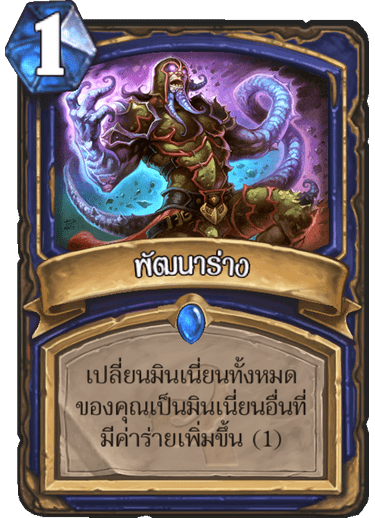 1
พัฒนาร่าง
เปลี่ยนมินเนี่ยนทั้งหมด
ของคุณเป็นมินเนี่ยนอื่นที่
มีค่าร่ายเพิ่มขึ้น (1)